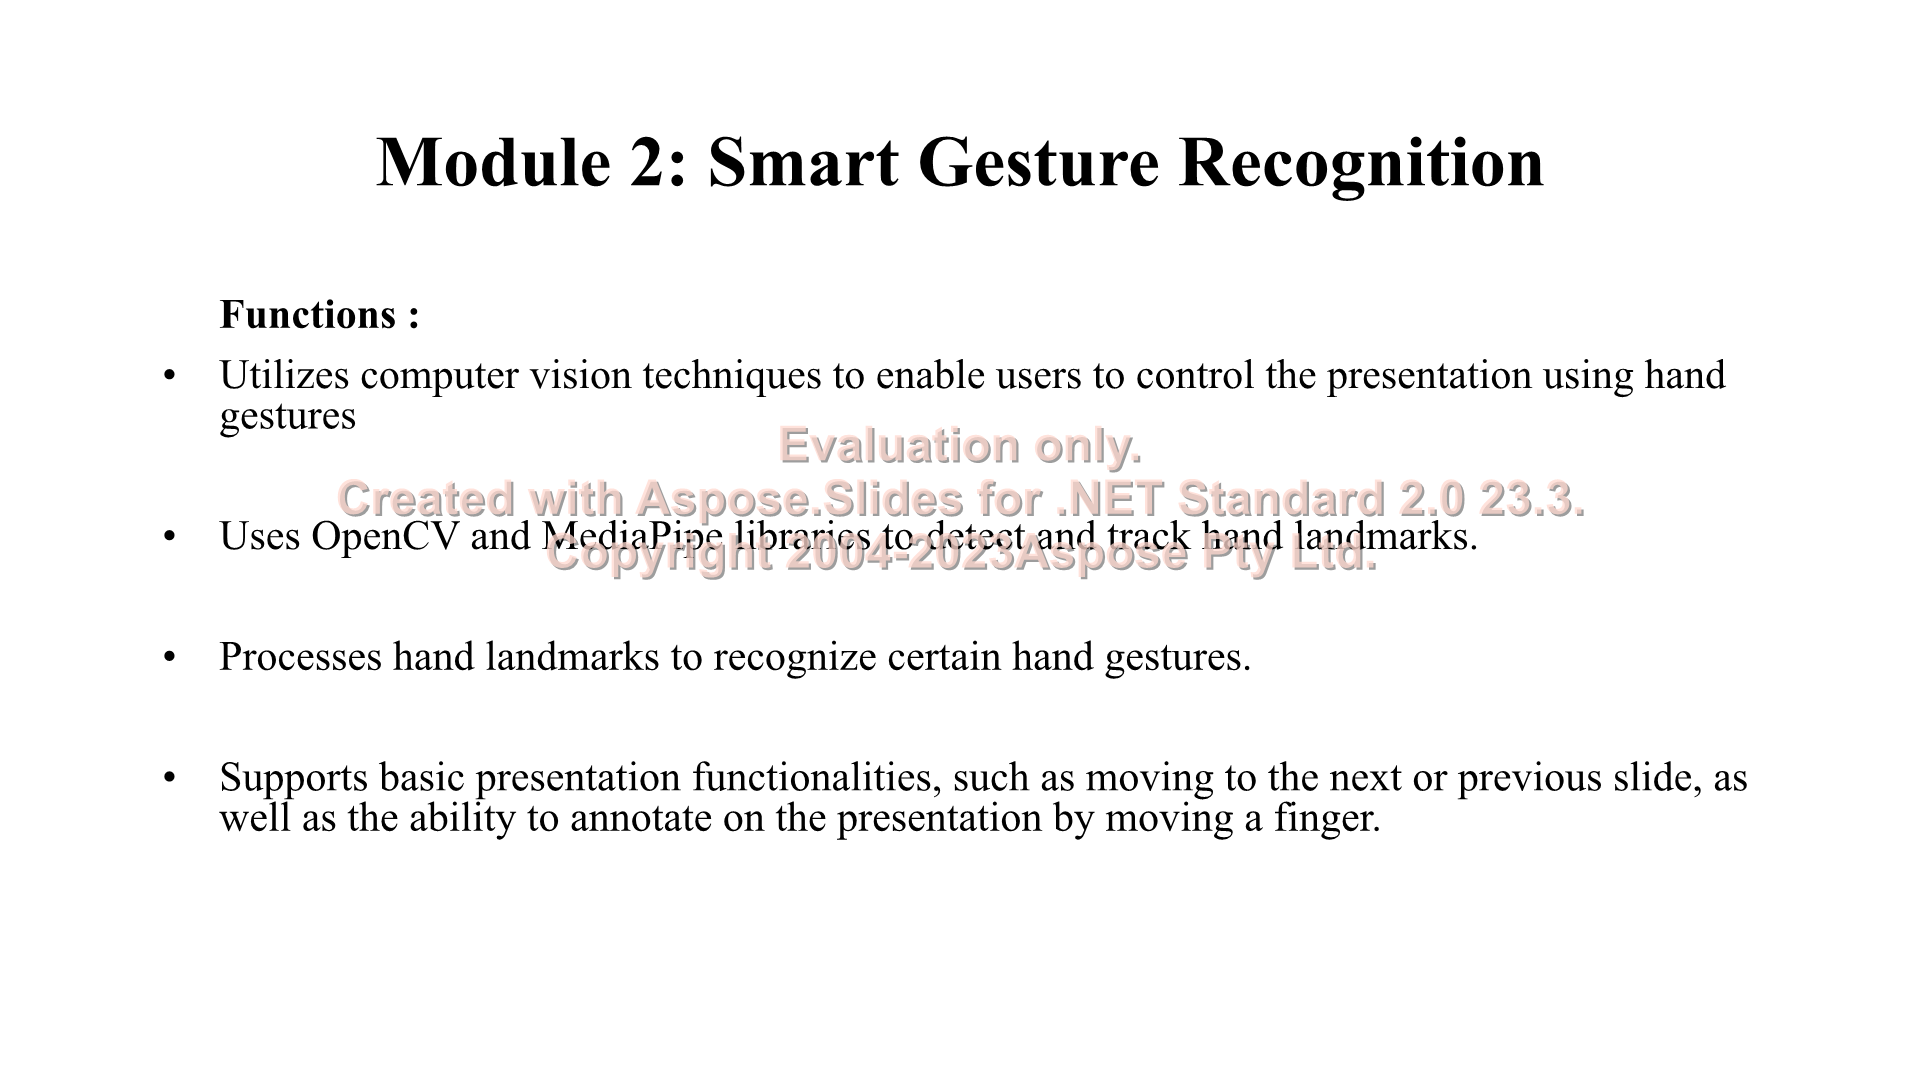 Module 2: Smart Gesture Recognition
Functions :
• Utilizes computer vision techniques to enable users to control the presentation using hand
gestures
Evaluation only.
Created with Aspose.Slides for .NET Standard 2.0 23.3.
• Uses OpenCV and MediaPipe libraries to detect and track hand landmarks.
Copyright 2004-2023Aspose Pty Ltd.
• Processes hand landmarks to recognize certain hand gestures.
• Supports basic presentation functionalities, such as moving to the next or previous slide, as
well as the ability to annotate on the presentation by moving a finger.